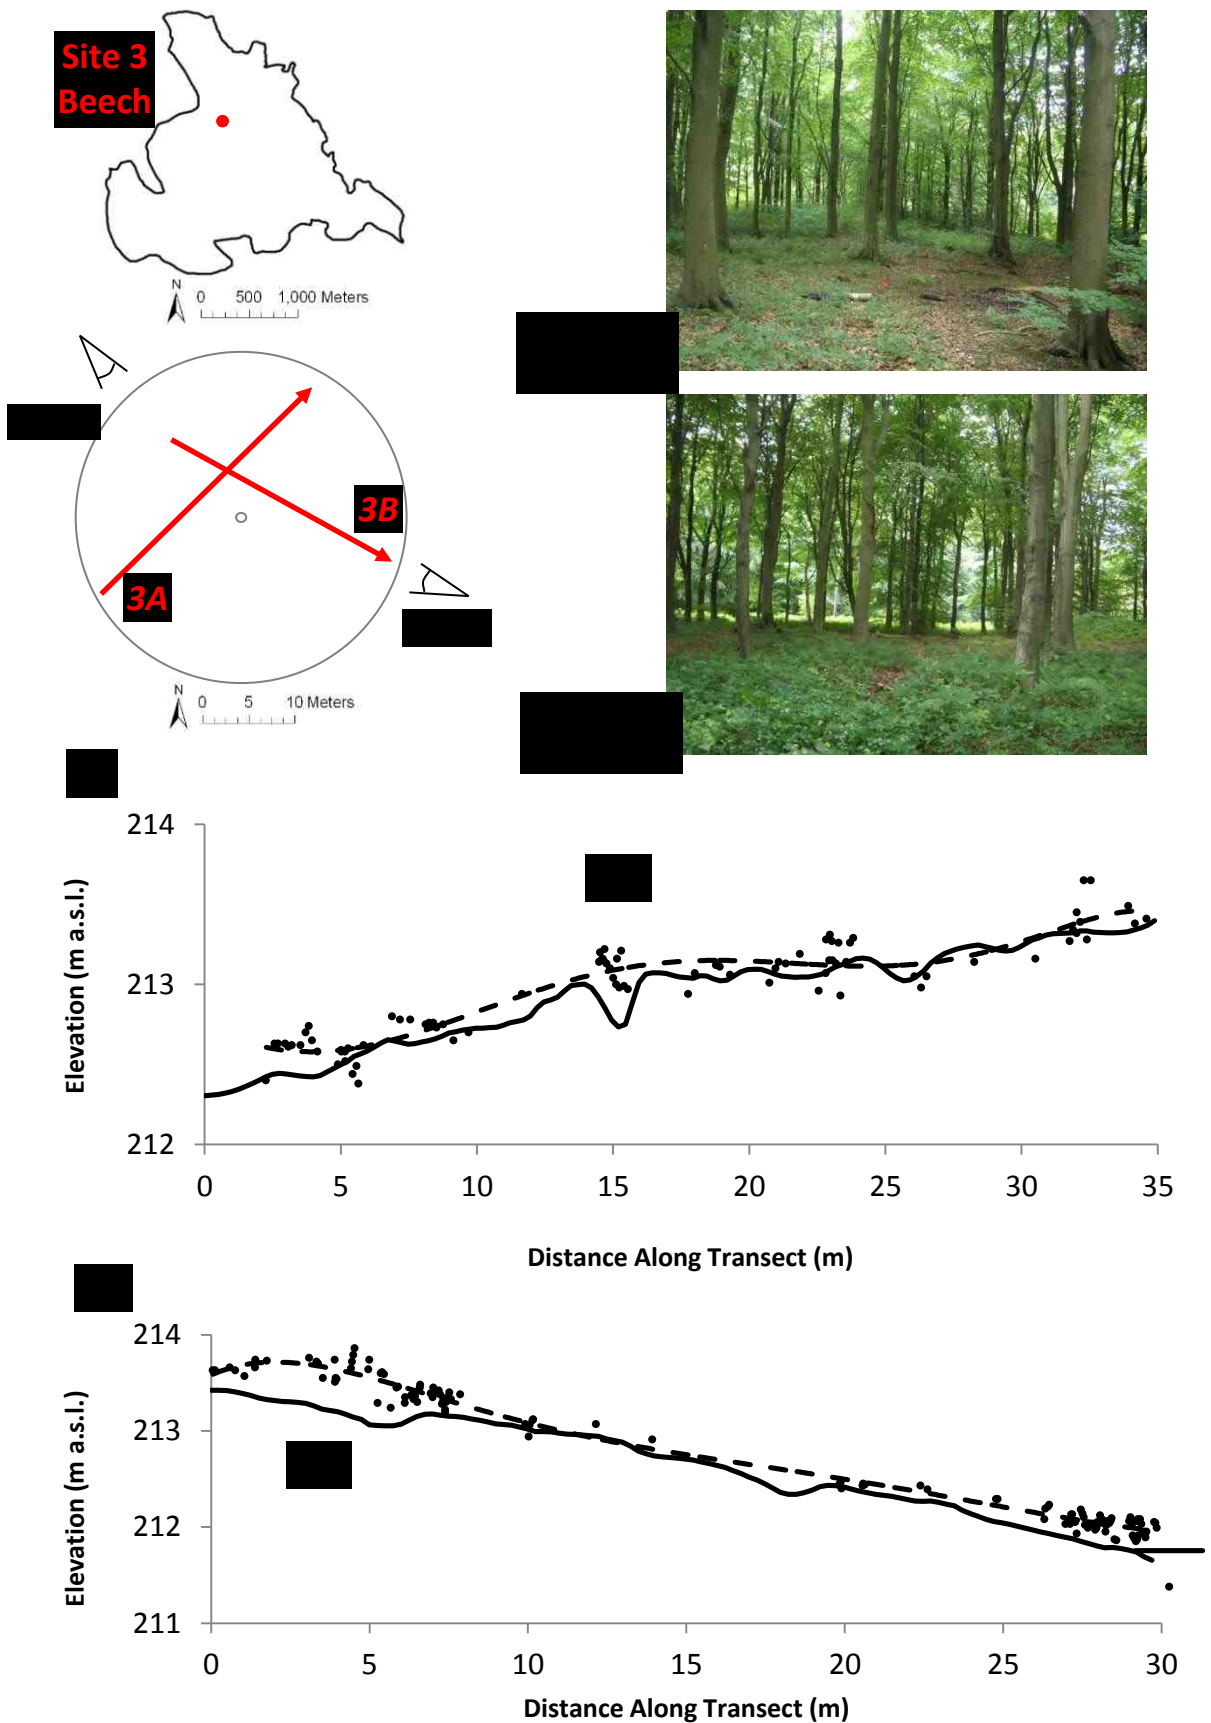 Site 3
Beech
N
0 500 1,000 Meters
3B
3A
N
0 5 10 Meters
214
213
212
Elevation (m a.s.l.)
0 5 10 15 20 25 30 35
Distance Along Transect (m)
214
213
212
211
Elevation (m a.s.l.)
0 5 10 15 20 25 30
Distance Along Transect (m)